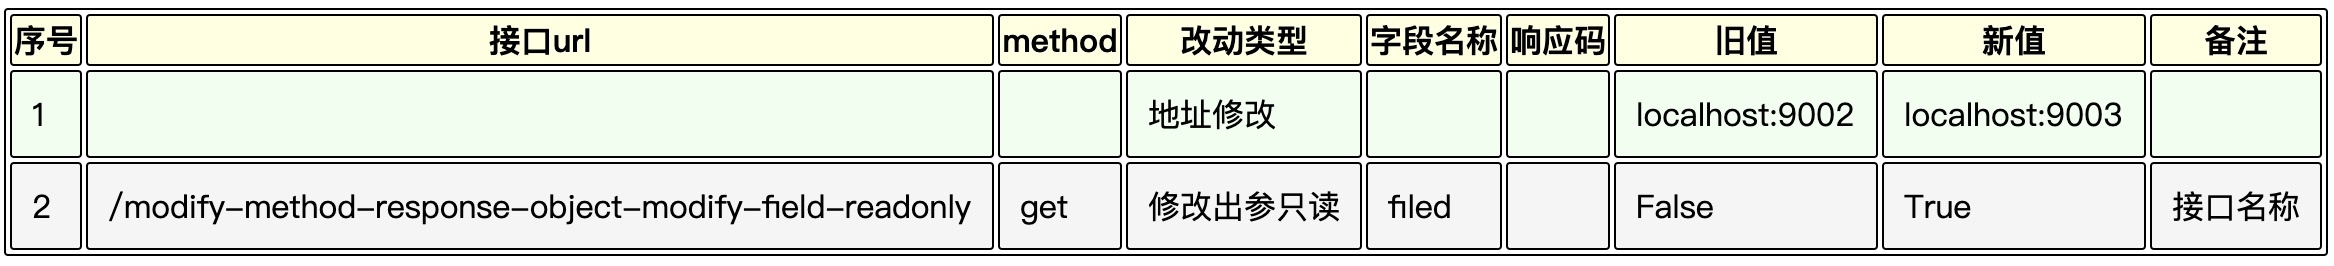 序号 接口url method 改动类型 字段名称 响应码 旧值 新值 备注
1 地址修改 localhost:9002 localhost:9003
2 /modify-method-response-object-modify-field-readonly get 修改出参只读 filed False True 接口名称